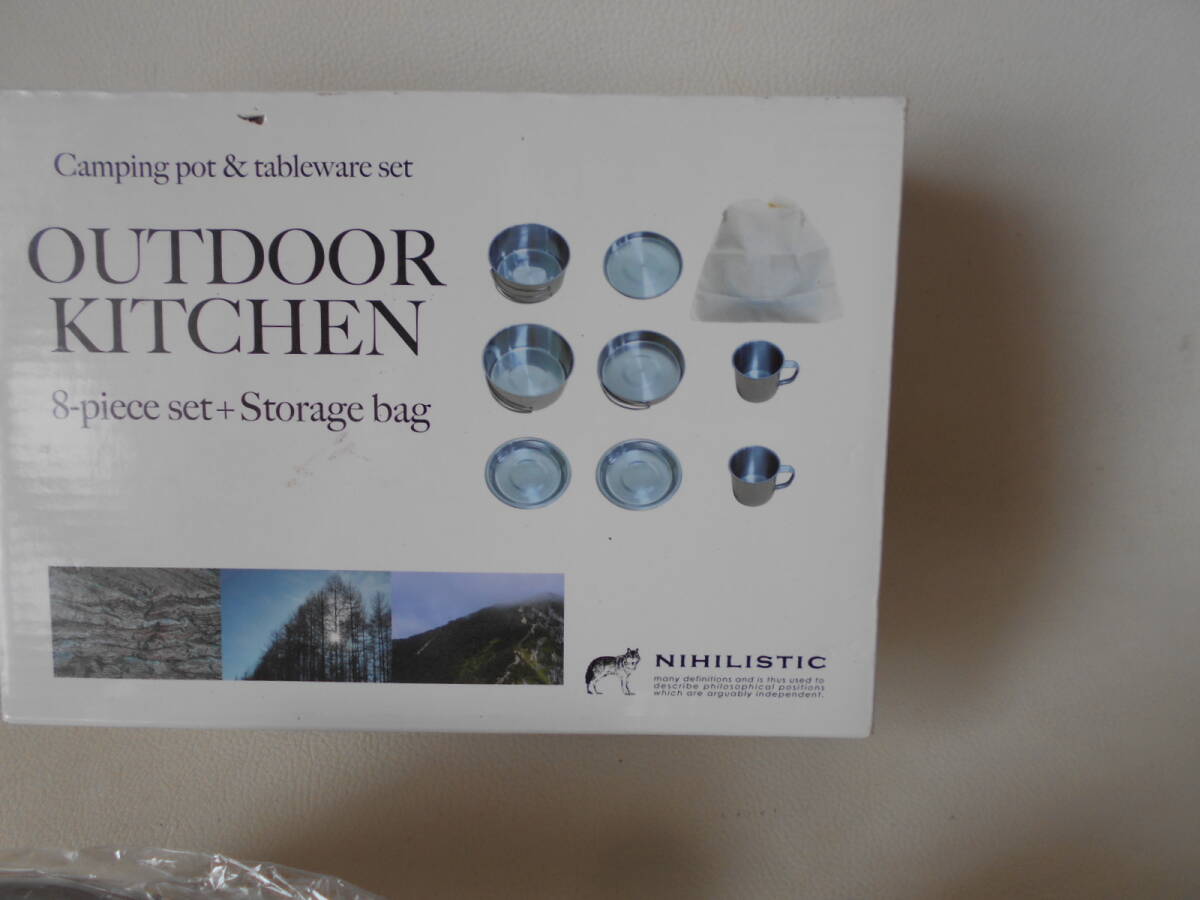 Camping pot & tableware set
OUTDOOR
KITCHEN
8-piece set + Storage bag
NIHILISTIC
many definitions and is thus used to
describe philosophical positions
which are arguably independent.